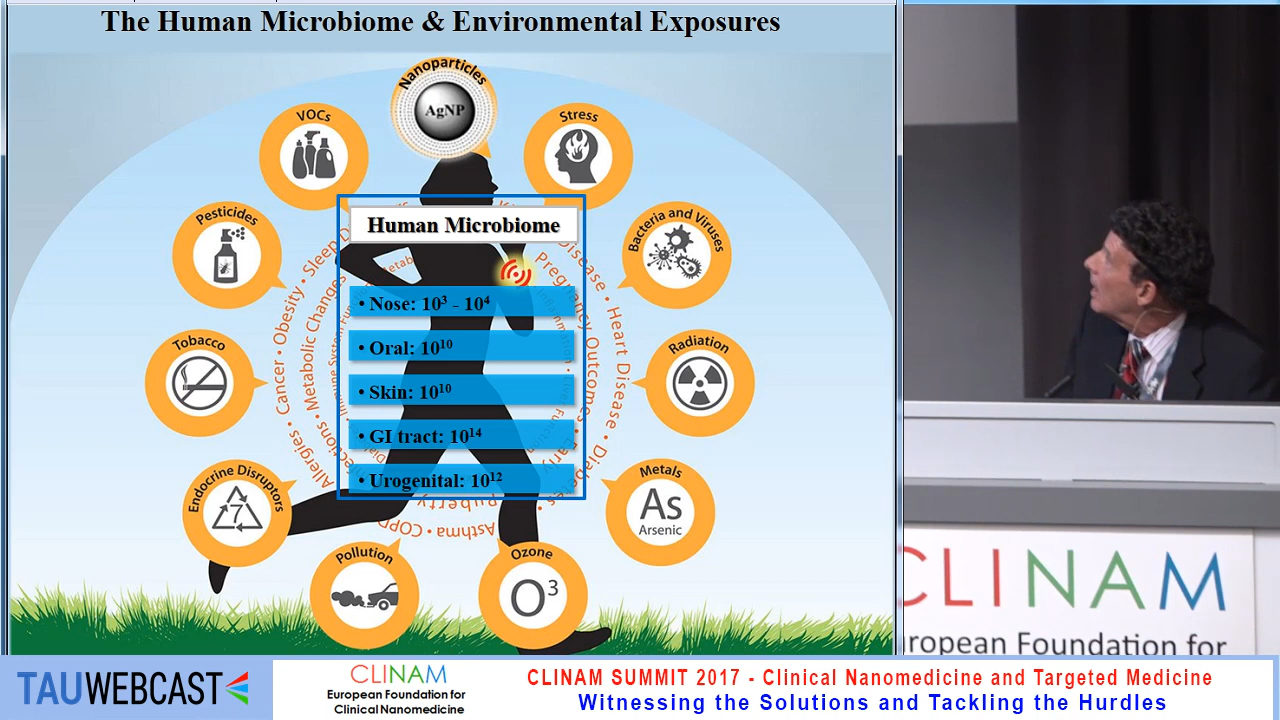 The Human Microbiome & Environmental Exposures
Nanoparticles
AgNP
VOCs
Stress
Pesticides
Bacteria and Viruses
Human Microbiome
• Nose: 10³ - 10⁴
• Oral: 10¹⁰
• Skin: 10¹⁰
• GI tract: 10¹⁴
• Urogenital: 10¹²
Tobacco
Radiation
Endocrine Disruptors
7
Metals
As
Arsenic
Pollution
Ozone
O³
Allergies • Cancer • Obesity • Sleep
Metabolic Changes
Disease • Heart Disease • Diabetes
Pregnancy Outcomes • Early
Puberty
Asthma • COPD
CLINAM
uropean Foundation for
TAUWEBCAST
CLINAM
European Foundation for
Clinical Nanomedicine
CLINAM SUMMIT 2017 - Clinical Nanomedicine and Targeted Medicine
Witnessing the Solutions and Tackling the Hurdles